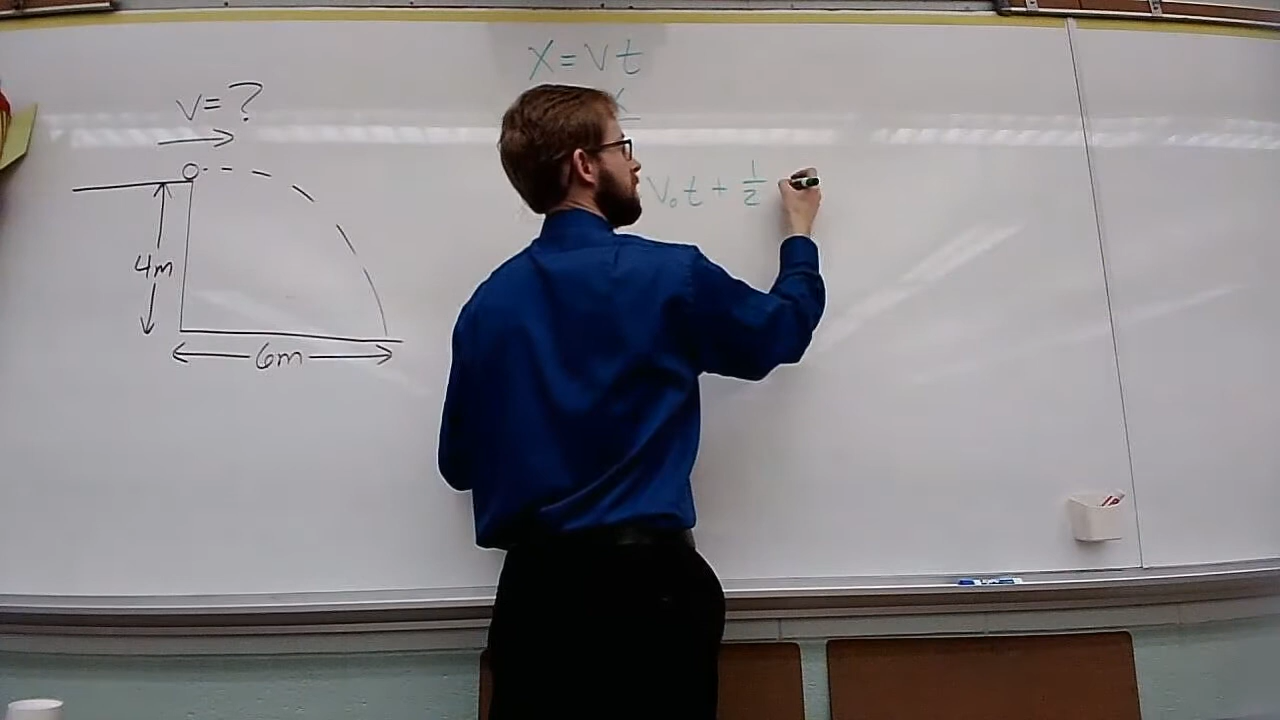 X = Vt
V = ?
x
V₀t + 1/2
4m
6m